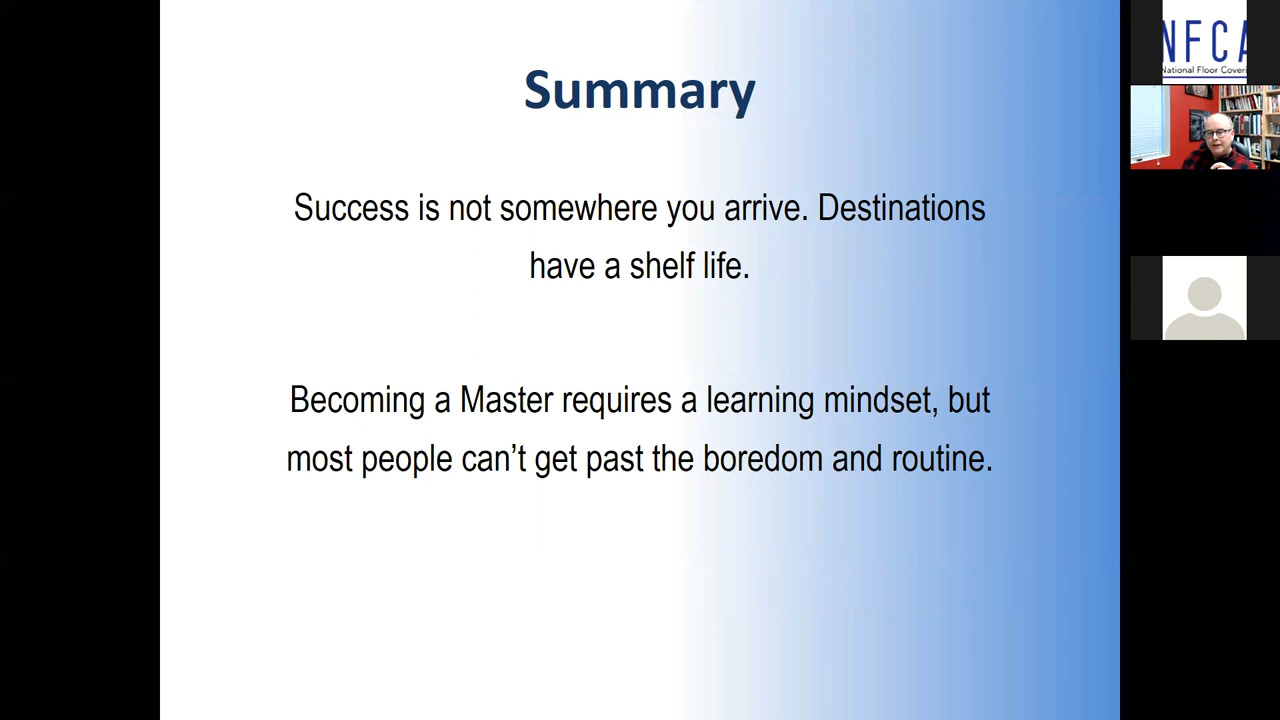 Summary
Success is not somewhere you arrive. Destinations
have a shelf life.
Becoming a Master requires a learning mindset, but
most people can’t get past the boredom and routine.
NFCA
National Floor